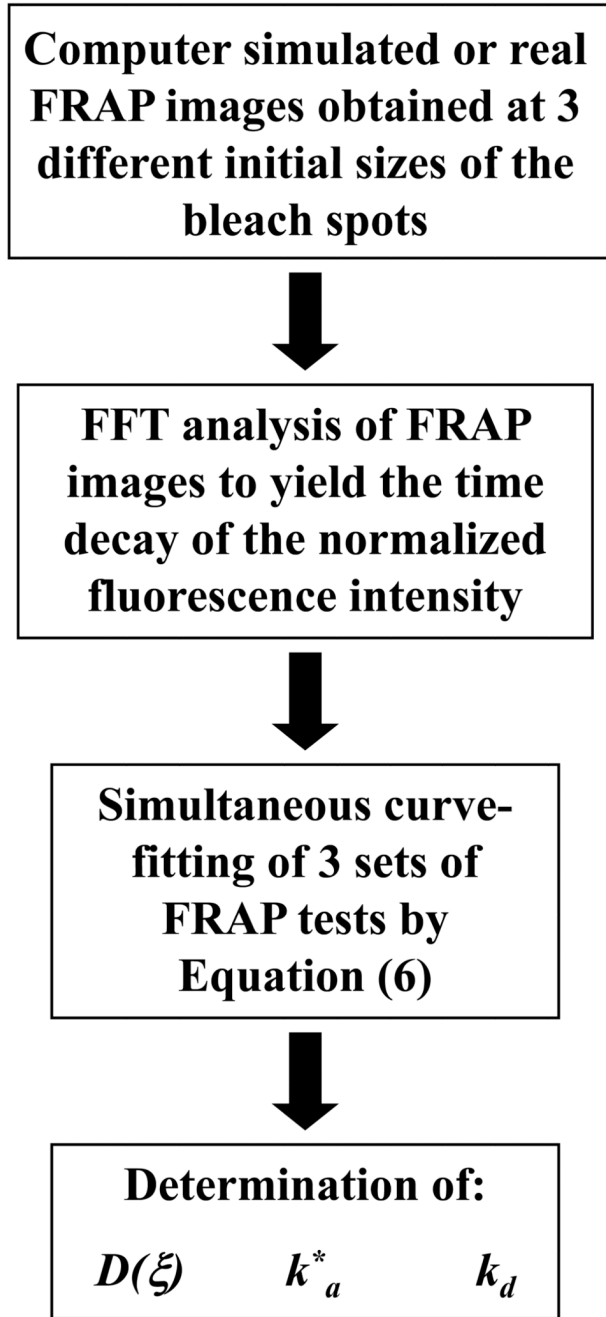 Computer simulated or real
FRAP images obtained at 3
different initial sizes of the
bleach spots
FFT analysis of FRAP
images to yield the time
decay of the normalized
fluorescence intensity
Simultaneous curve-
fitting of 3 sets of
FRAP tests by
Equation (6)
Determination of:
D(ξ) k*a kd